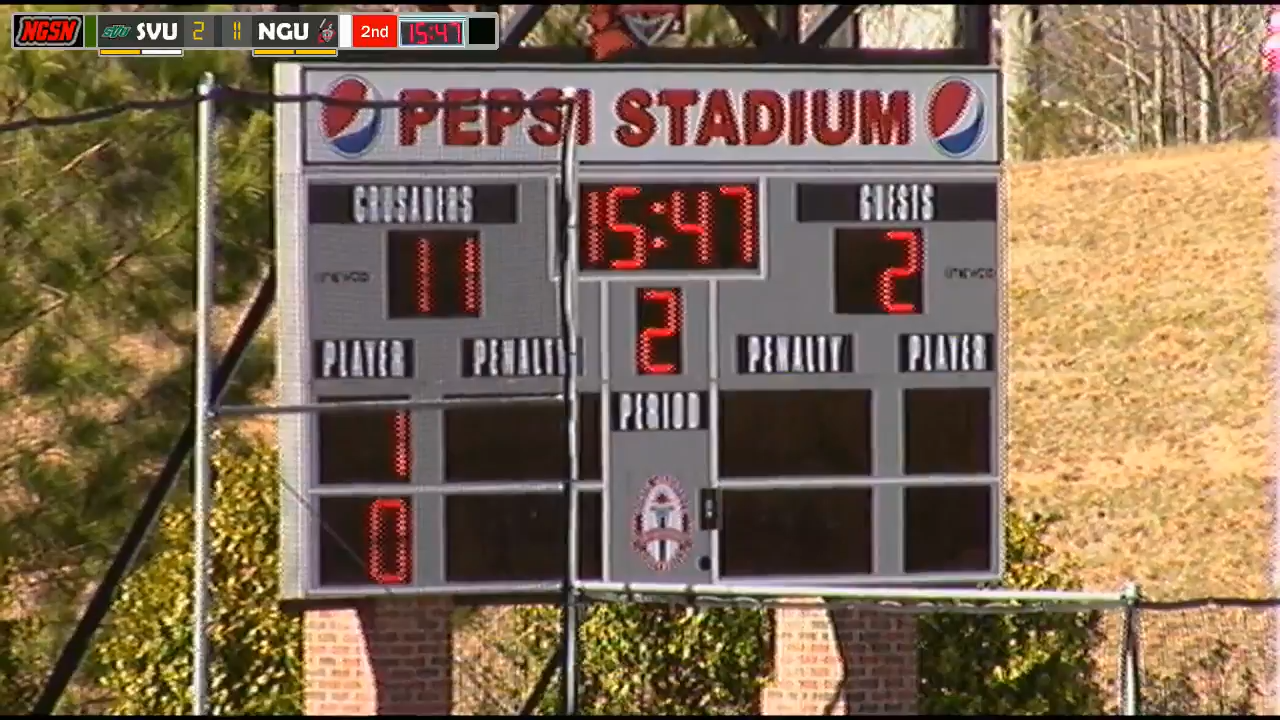 NGSN SVU SVU 2 11 NGU 2nd 15:47
PEPSI STADIUM
CRUSADERS 15:47 GUESTS
11 2
2
PLAYER PENALTY PENALTY PLAYER
PERIOD
1
0